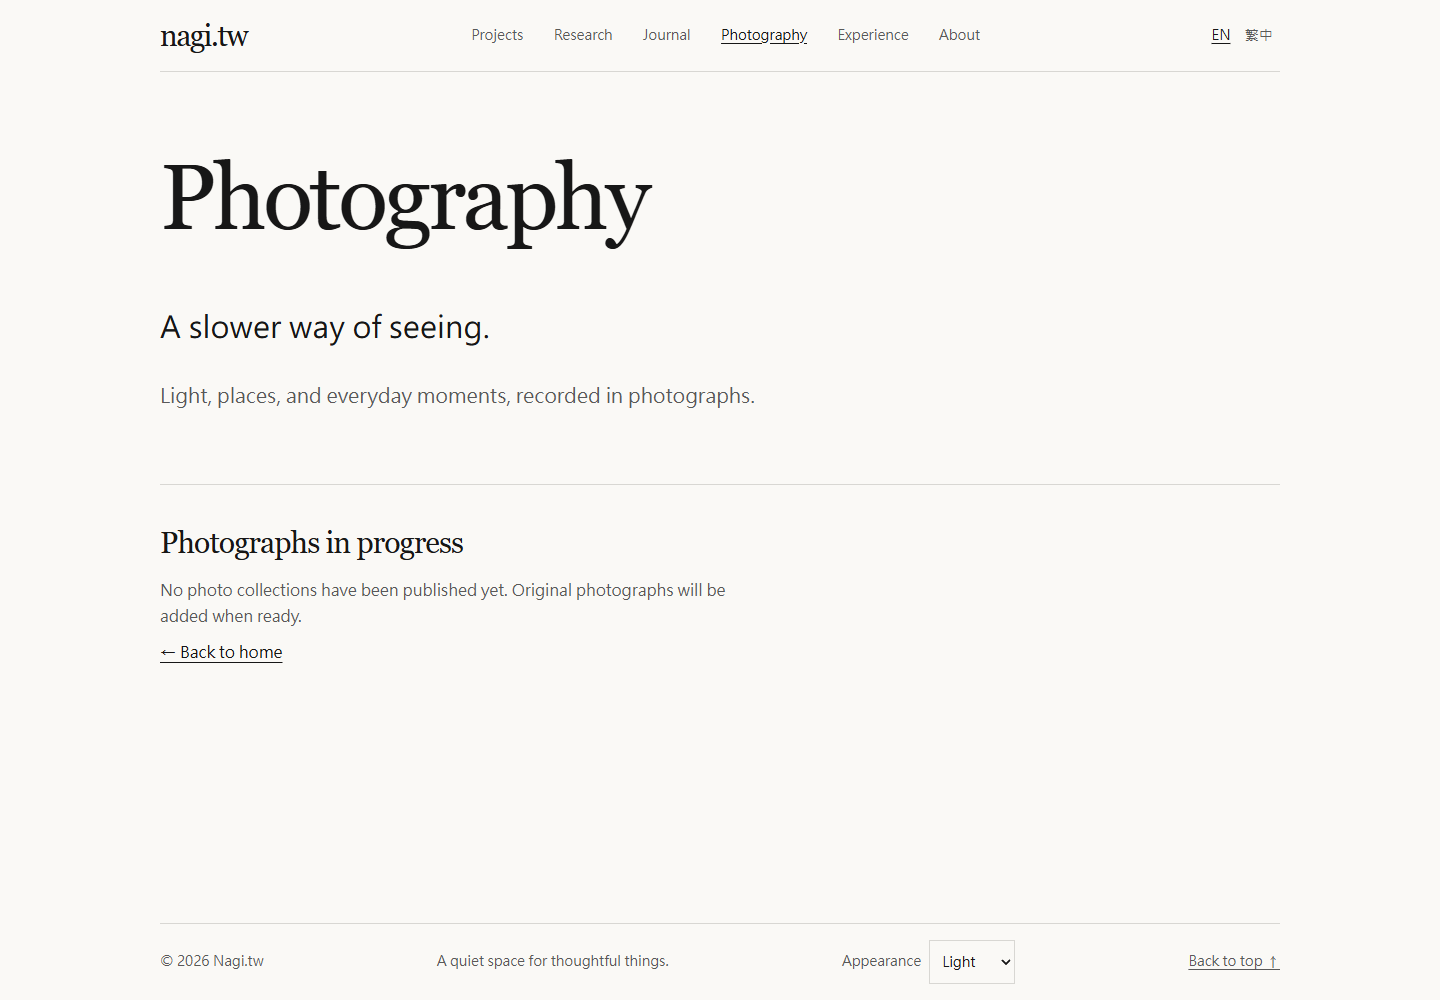 nagi.tw
Projects Research Journal Photography Experience About
EN 繁中
Photography
A slower way of seeing.
Light, places, and everyday moments, recorded in photographs.
Photographs in progress
No photo collections have been published yet. Original photographs will be
added when ready.
← Back to home
© 2026 Nagi.tw
A quiet space for thoughtful things.
Appearance Light
Back to top ↑